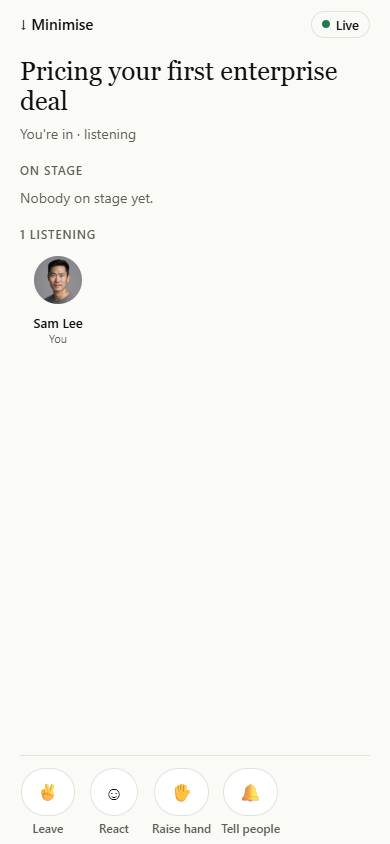 ↓ Minimise
Live
Pricing your first enterprise
deal
You're in · listening
ON STAGE
Nobody on stage yet.
1 LISTENING
Sam Lee
You
Leave
React
Raise hand
Tell people